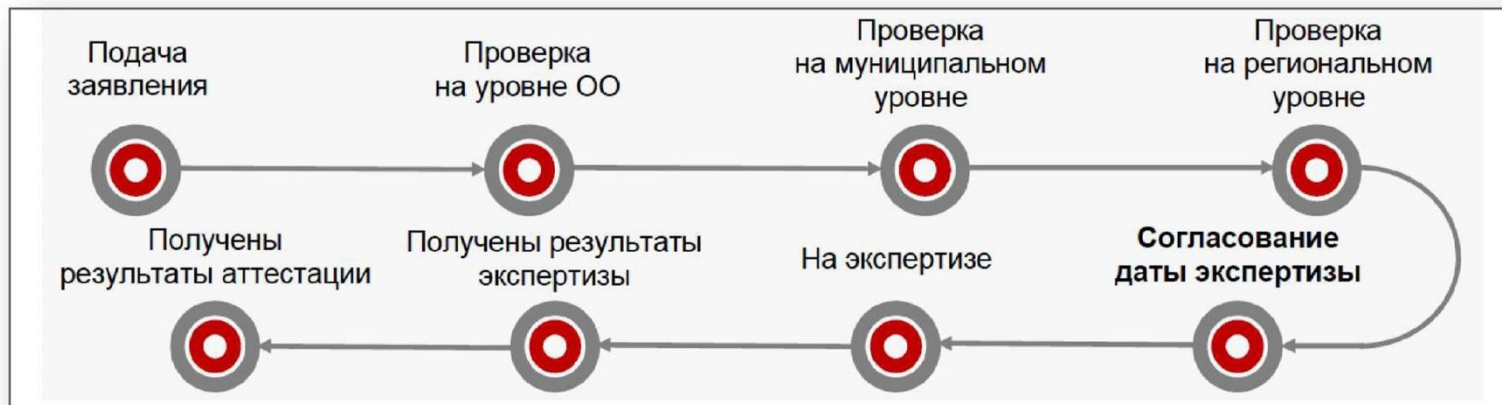 Подача
заявления
Проверка
на уровне ОО
Проверка
на муниципальном
уровне
Проверка
на региональном
уровне
Согласование
даты экспертизы
На экспертизе
Получены результаты
экспертизы
Получены
результаты аттестации